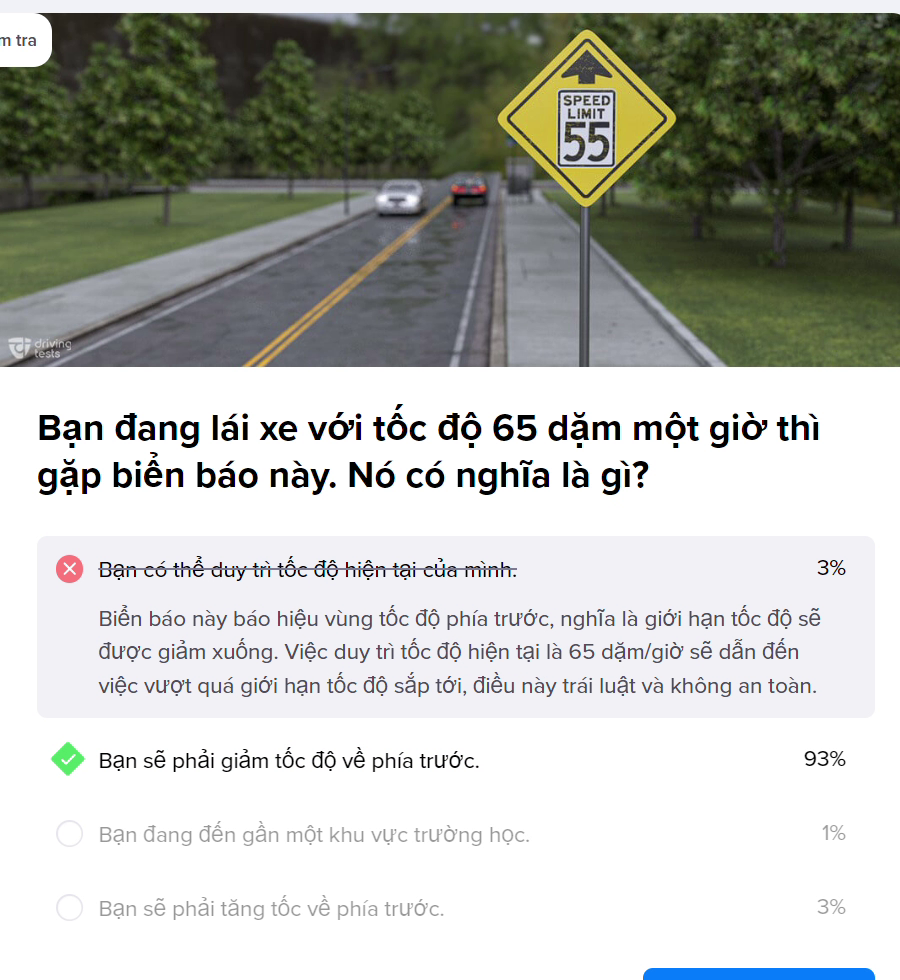 m tra
SPEED
LIMIT
55
driving
tests
Bạn đang lái xe với tốc độ 65 dặm một giờ thì
gặp biển báo này. Nó có nghĩa là gì?
Bạn có thể duy trì tốc độ hiện tại của mình. 3%
Biển báo này báo hiệu vùng tốc độ phía trước, nghĩa là giới hạn tốc độ sẽ
được giảm xuống. Việc duy trì tốc độ hiện tại là 65 dặm/giờ sẽ dẫn đến
việc vượt quá giới hạn tốc độ sắp tới, điều này trái luật và không an toàn.
Bạn sẽ phải giảm tốc độ về phía trước. 93%
Bạn đang đến gần một khu vực trường học. 1%
Bạn sẽ phải tăng tốc về phía trước. 3%